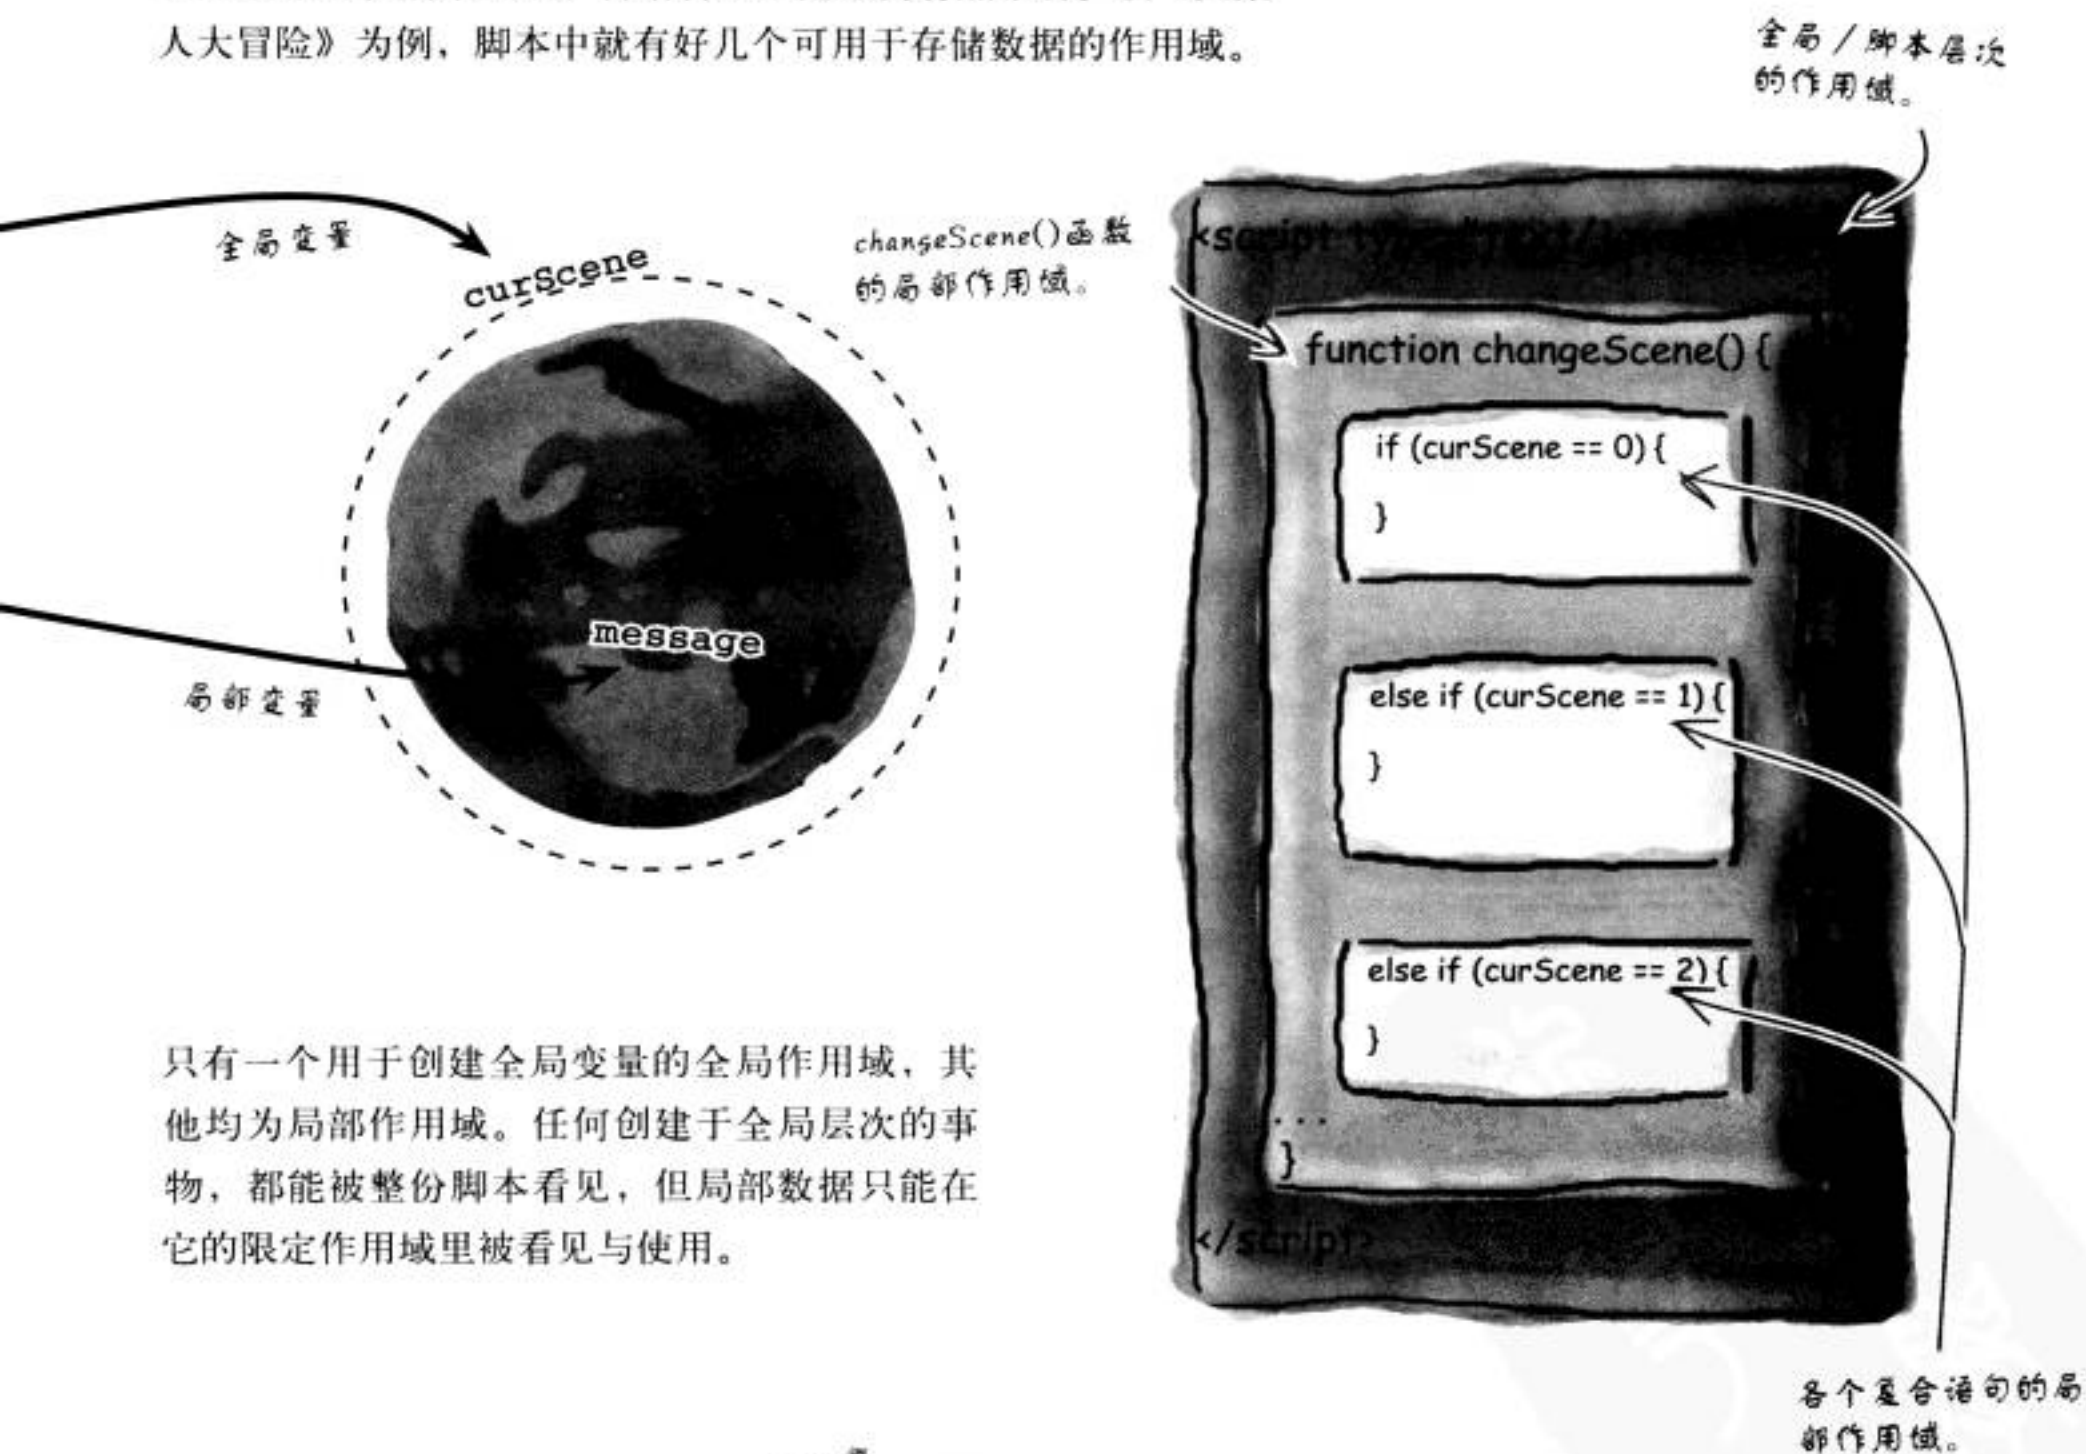 人大冒险》为例，脚本中就有好几个可用于存储数据的作用域。
全局/脚本层次
的作用域。
全局变量
curScene
changeScene()函数
的局部作用域。
<script type="text/
function changeScene() {
if (curScene == 0) {
}
message
局部变量
else if (curScene == 1) {
}
else if (curScene == 2) {
}
...
}
</script>
只有一个用于创建全局变量的全局作用域，其
他均为局部作用域。任何创建于全局层次的事
物，都能被整份脚本看见，但局部数据只能在
它的限定作用域里被看见与使用。
各个复合语句的局
部作用域。